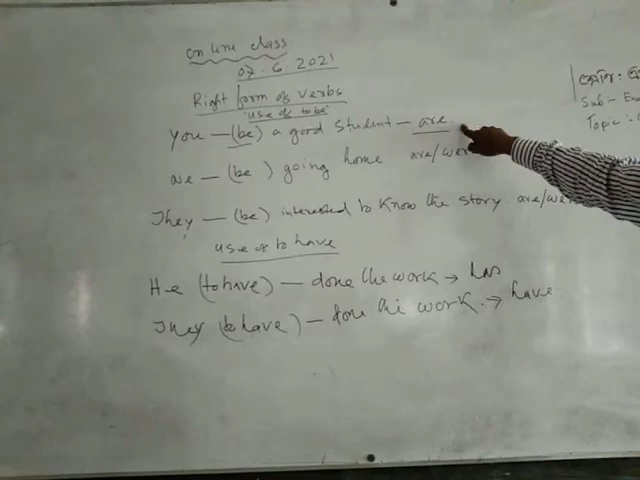 Online class
07.6.2021
Right form of verbs
"use of to be"
You — (be) a good student — are.
we — (be) going home are/wer
They — (be) interested to know the story. are/wer
use of to have
He (to have) — done the work → has
They (to have) — done the work. → have
Sub - En
Topic :